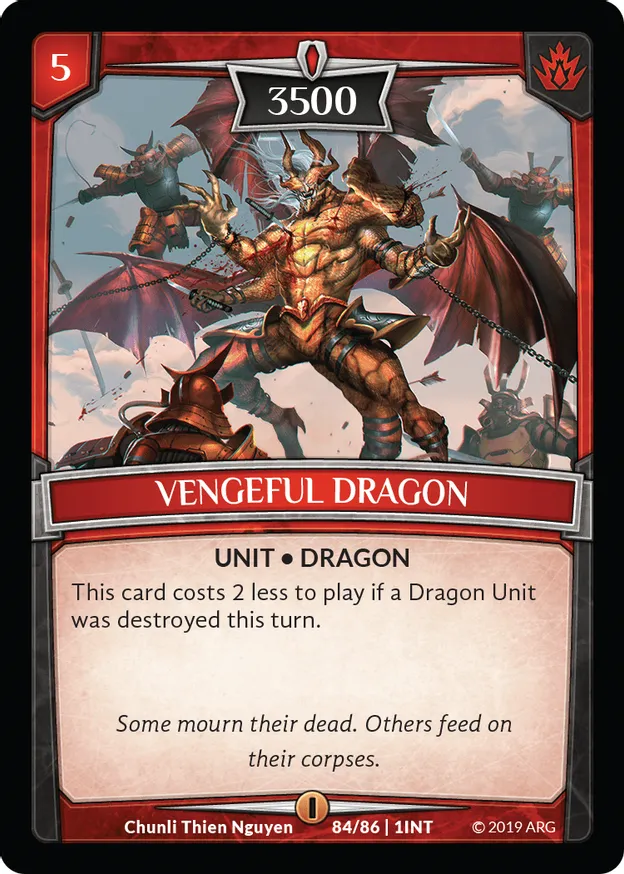 5
3500
VENGEFUL DRAGON
UNIT • DRAGON
This card costs 2 less to play if a Dragon Unit
was destroyed this turn.
Some mourn their dead. Others feed on
their corpses.
I
Chunli Thien Nguyen 84/86 | 1INT © 2019 ARG